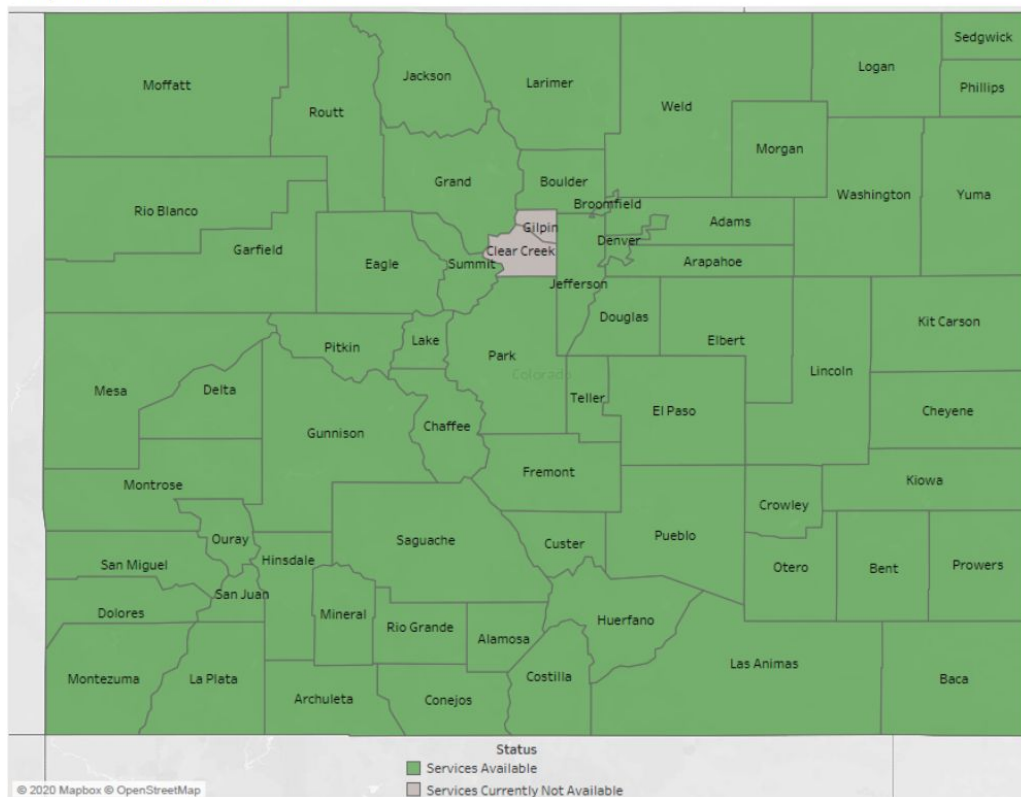 Sedgwick
Logan
Jackson
Larimer
Moffatt
Phillips
Weld
Routt
Morgan
Grand
Boulder
Washington
Yuma
Rio Blanco
Broomfield
Adams
Gilpin
Denver
Garfield
Clear Creek
Arapahoe
Eagle
Summit
Jefferson
Douglas
Kit Carson
Elbert
Lake
Pitkin
Park
Lincoln
Colorado
Mesa
Delta
Teller
El Paso
Cheyene
Chaffee
Gunnison
Fremont
Kiowa
Montrose
Crowley
Pueblo
Ouray
Saguache
Custer
Hinsdale
San Miguel
Otero
Bent
Prowers
San Juan
Dolores
Mineral
Huerfano
Rio Grande
Alamosa
Las Animas
Costilla
Montezuma
La Plata
Baca
Archuleta
Conejos
Status
Services Available
Services Currently Not Available
© 2020 Mapbox © OpenStreetMap